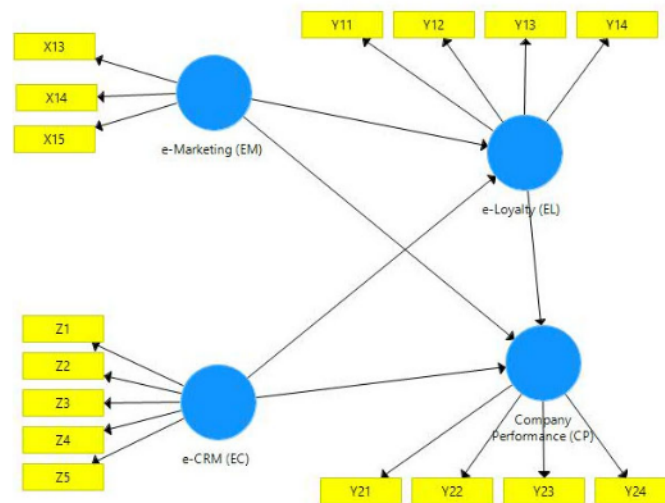 Y11
Y12
Y13
Y14
X13
X14
X15
e-Marketing (EM)
e-Loyalty (EL)
Z1
Z2
Z3
Z4
Z5
e-CRM (EC)
Company
Performance (CP)
Y21
Y22
Y23
Y24